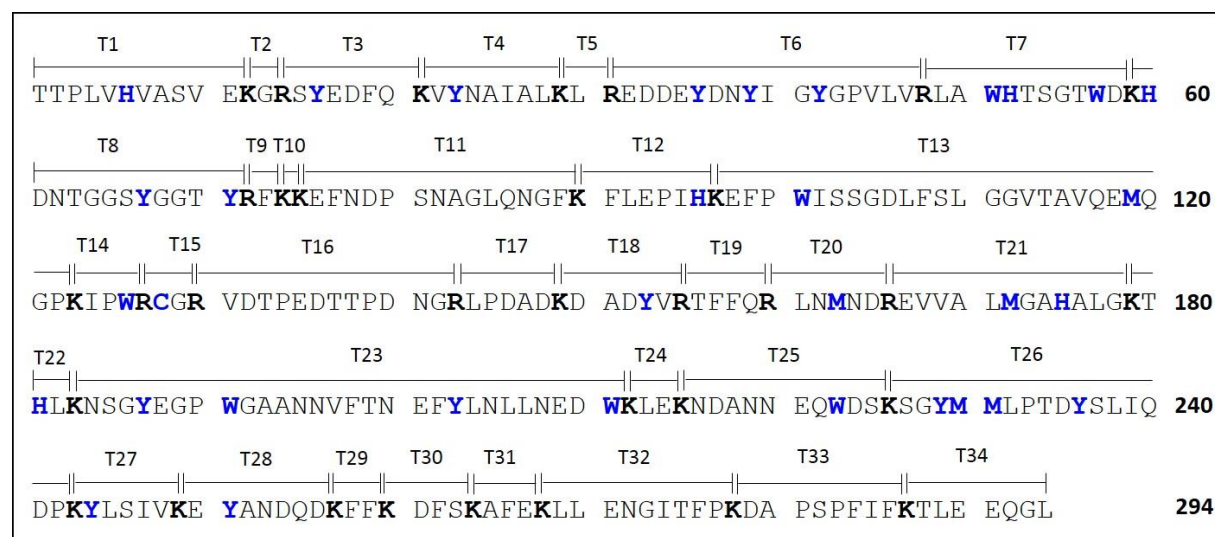 T1 T2 T3 T4 T5 T6 T7
TTPLVHVASV EKGRSYEDFQ KVYNAIALKL REDDEYDNYI GYGPVLVRLA WHTSGTWDKH 60
T8 T9 T10 T11 T12 T13
DNTGGSYGGT YRFKKEFNDP SNAGLQNGFK FLEPIHKEFP WISSGDLFSL GGVTAVQEMQ 120
T14 T15 T16 T17 T18 T19 T20 T21
GPKIPWRCGR VDTPEDTTPD NGRLPDADKD ADYVRTFFQR LNMNDREVVA LMGAHALGKT 180
T22 T23 T24 T25 T26
HLKNSGYEGP WGAANNVFTN EFYLNLLNED WKLEKNDANN EQWDSKSGYM MLPTDYSLIQ 240
T27 T28 T29 T30 T31 T32 T33 T34
DPKYLSIVKE YANDQDKFFK DFSKAFEKLL ENGITFPKDA PSPFIFKTLE EQGL 294